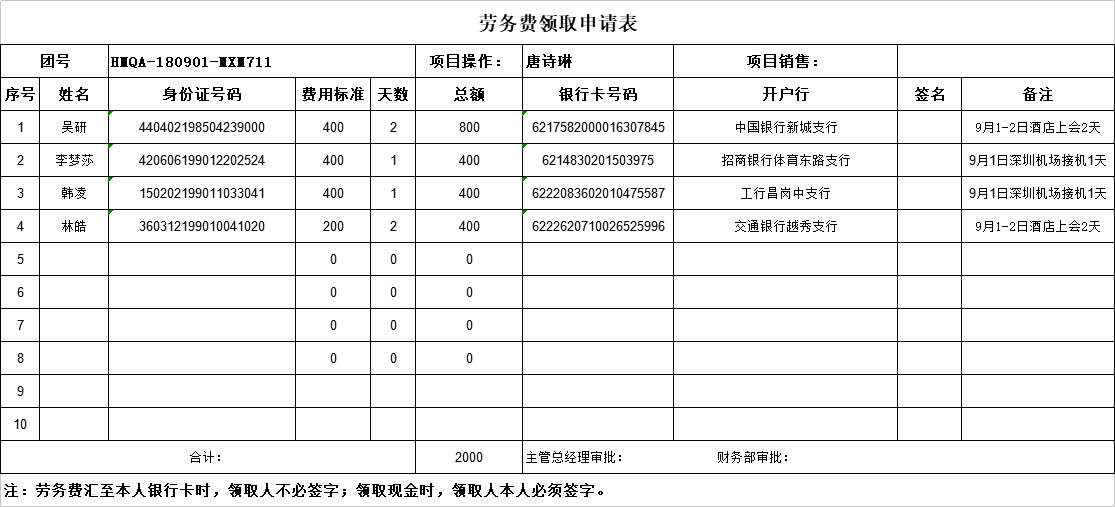 劳务费领取申请表
团号 HMQA-180901-MXM711 项目操作： 唐诗琳 项目销售：
序号 姓名 身份证号码 费用标准 天数 总额 银行卡号码 开户行 签名 备注
1 吴研 440402198504239000 400 2 800 6217582000016307845 中国银行新城支行 9月1-2日酒店上会2天
2 李梦莎 420606199012202524 400 1 400 6214830201503975 招商银行体育东路支行 9月1日深圳机场接机1天
3 韩凌 150202199011033041 400 1 400 6222083602010475587 工行昌岗中支行 9月1日深圳机场接机1天
4 林皓 360312199010041020 200 2 400 6222620710026525996 交通银行越秀支行 9月1-2日酒店上会2天
5 0 0 0
6 0 0 0
7 0 0 0
8 0 0 0
9
10
合计： 2000 主管总经理审批： 财务部审批：
注：劳务费汇至本人银行卡时，领取人不必签字；领取现金时，领取人本人必须签字。